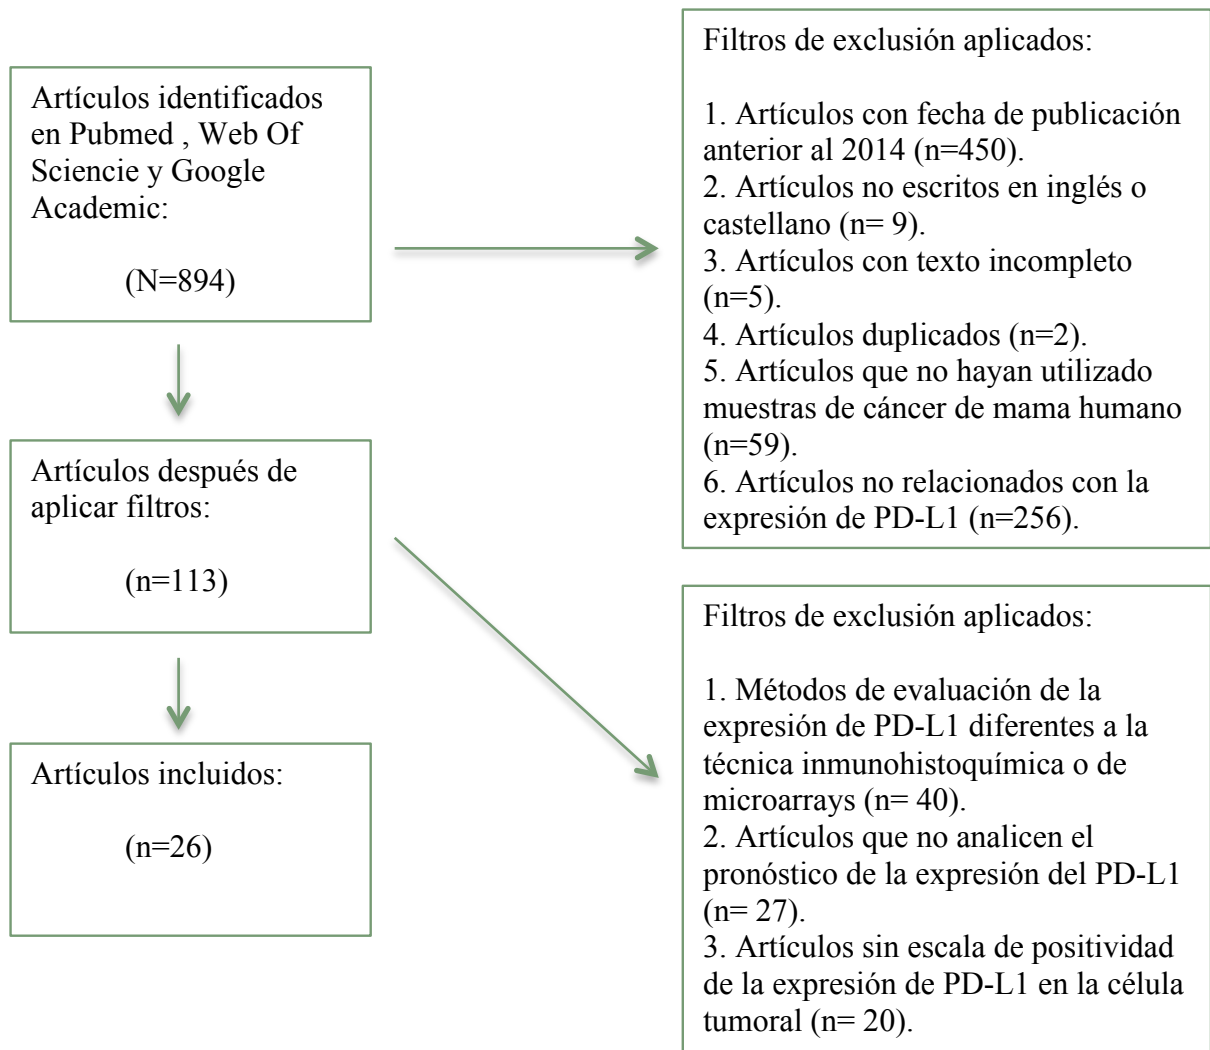 Artículos identificados
en Pubmed , Web Of
Sciencie y Google
Academic:
(N=894)
Filtros de exclusión aplicados:
1. Artículos con fecha de publicación
anterior al 2014 (n=450).
2. Artículos no escritos en inglés o
castellano (n= 9).
3. Artículos con texto incompleto
(n=5).
4. Artículos duplicados (n=2).
5. Artículos que no hayan utilizado
muestras de cáncer de mama humano
(n=59).
6. Artículos no relacionados con la
expresión de PD-L1 (n=256).
Artículos después de
aplicar filtros:
(n=113)
Filtros de exclusión aplicados:
1. Métodos de evaluación de la
expresión de PD-L1 diferentes a la
técnica inmunohistoquímica o de
microarrays (n= 40).
2. Artículos que no analicen el
pronóstico de la expresión del PD-L1
(n= 27).
3. Artículos sin escala de positividad
de la expresión de PD-L1 en la célula
tumoral (n= 20).
Artículos incluidos:
(n=26)